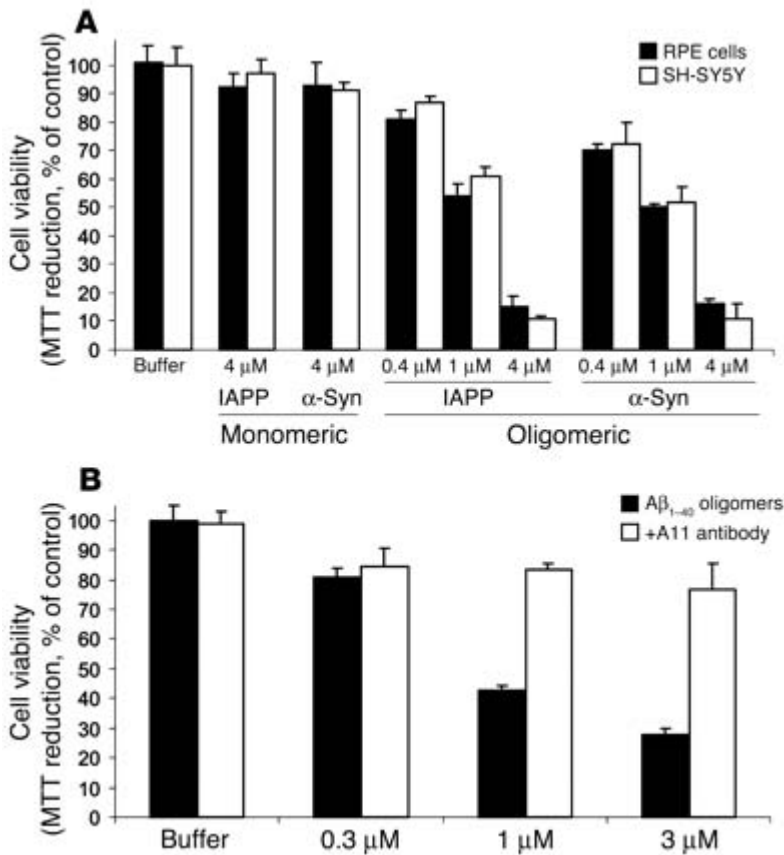 A
Cell viability
(MTT reduction, % of control)
100
90
80
70
60
50
40
30
20
10
0
RPE cells
SH-SY5Y
Buffer 4 μM 4 μM 0.4 μM 1 μM 4 μM 0.4 μM 1 μM 4 μM
IAPP α-Syn IAPP α-Syn
Monomeric Oligomeric
B
Cell viability
(MTT reduction, % of control)
100
90
80
70
60
50
40
30
20
10
0
Aβ1–40 oligomers
+A11 antibody
Buffer 0.3 μM 1 μM 3 μM